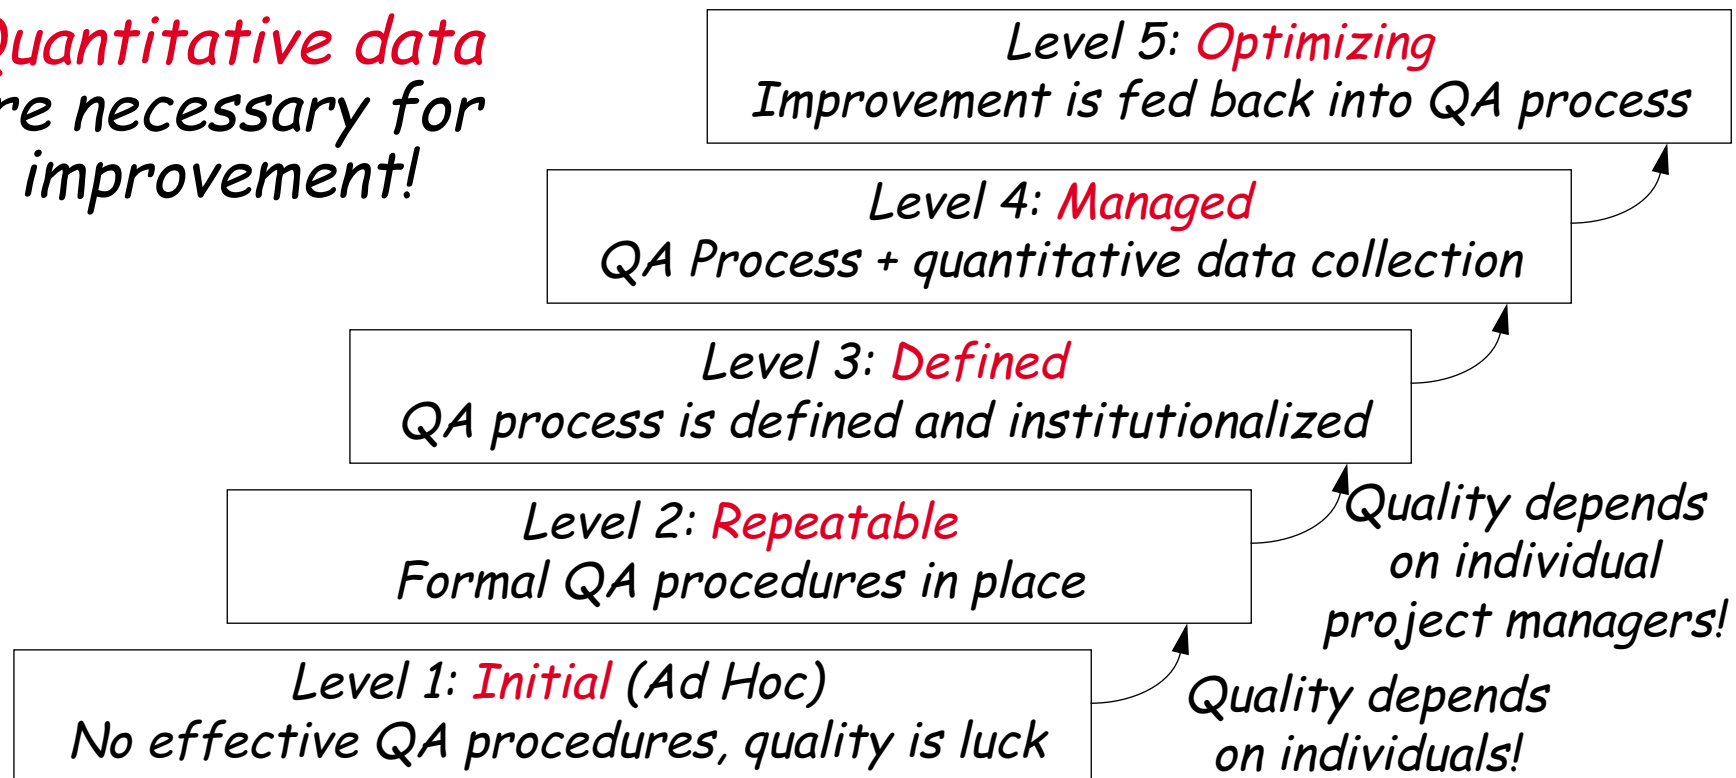 Quantitative data
are necessary for
improvement!
Level 5: Optimizing
Improvement is fed back into QA process
Level 4: Managed
QA Process + quantitative data collection
Level 3: Defined
QA process is defined and institutionalized
Level 2: Repeatable
Formal QA procedures in place
Quality depends
on individual
project managers!
Level 1: Initial (Ad Hoc)
No effective QA procedures, quality is luck
Quality depends
on individuals!